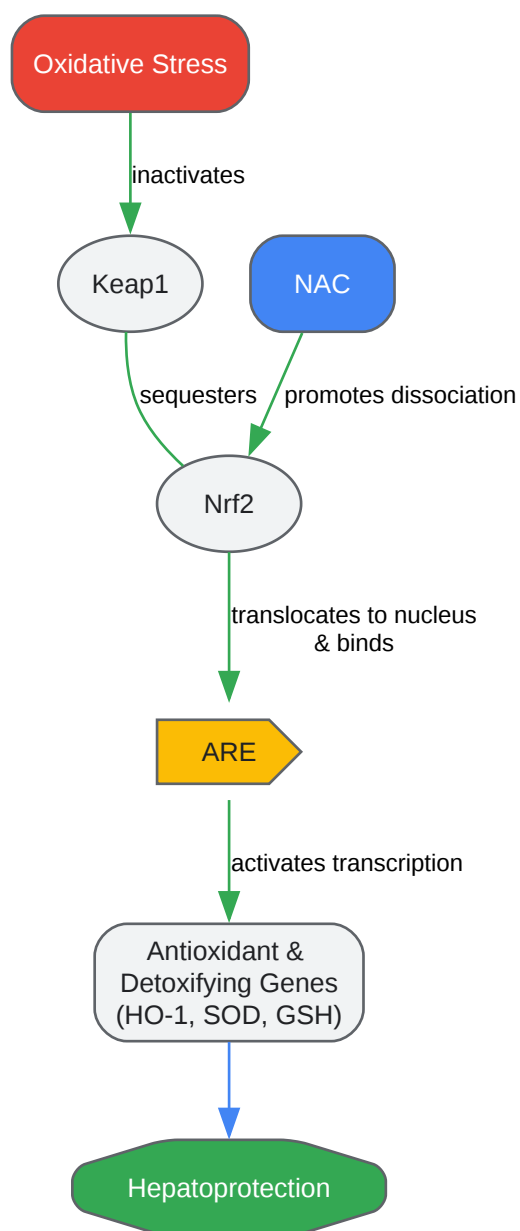 Oxidative Stress
inactivates
Keap1
NAC
sequesters
promotes dissociation
Nrf2
translocates to nucleus
& binds
ARE
activates transcription
Antioxidant &
Detoxifying Genes
(HO-1, SOD, GSH)
Hepatoprotection